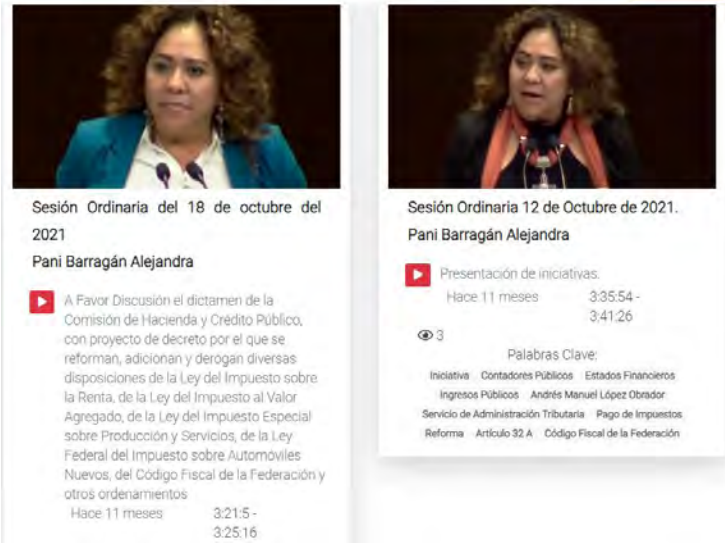 Sesión Ordinaria del 18 de octubre del
2021
Pani Barragán Alejandra
A Favor Discusión el dictamen de la
Comisión de Hacienda y Crédito Público,
con proyecto de decreto por el que se
reforman, adicionan y derogan diversas
disposiciones de la Ley del Impuesto sobre
la Renta, de la Ley del Impuesto al Valor
Agregado, de la Ley del Impuesto Especial
sobre Producción y Servicios, de la Ley
Federal del Impuesto sobre Automóviles
Nuevos, del Código Fiscal de la Federación y
otros ordenamientos
Hace 11 meses 3:21:5 -
3:25:16
Sesión Ordinaria 12 de Octubre de 2021.
Pani Barragán Alejandra
Presentación de iniciativas.
Hace 11 meses 3:35:54 -
3:41:26
3
Palabras Clave:
Iniciativa Contadores Públicos Estados Financieros
Ingresos Públicos Andrés Manuel López Obrador
Servicio de Administración Tributaria Pago de Impuestos
Reforma Artículo 32 A Código Fiscal de la Federación